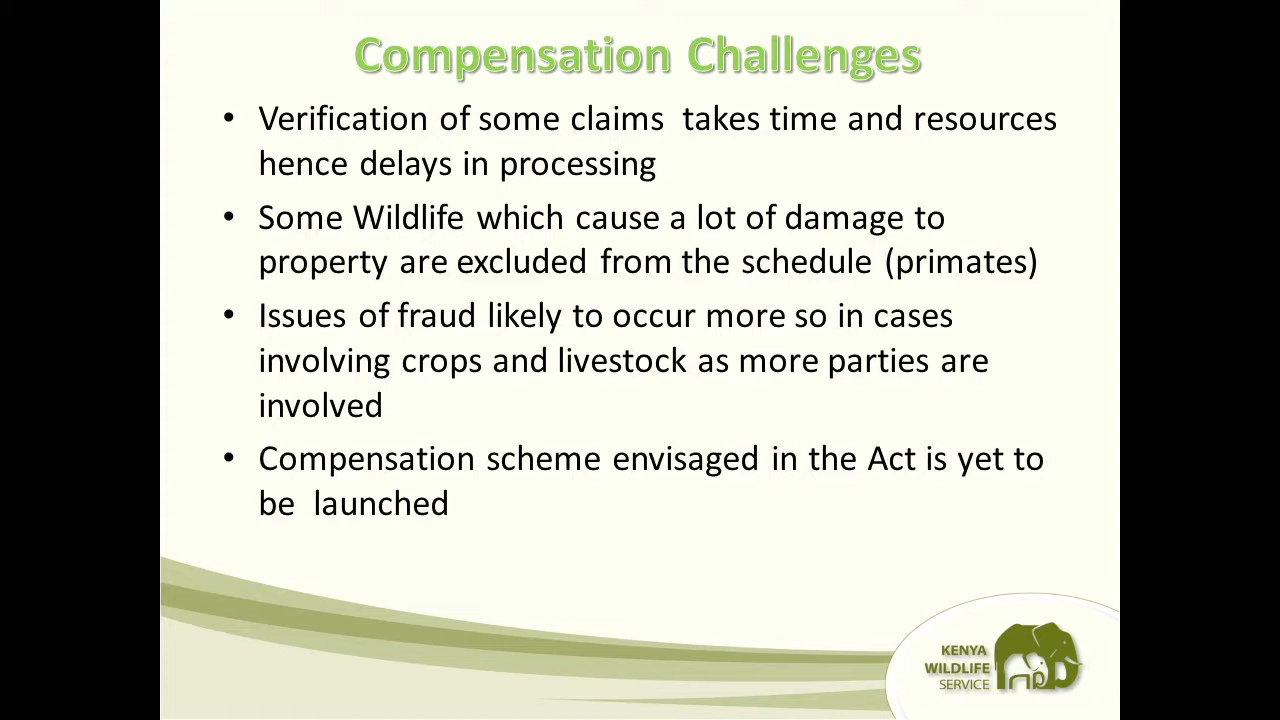 Compensation Challenges
• Verification of some claims takes time and resources
hence delays in processing
• Some Wildlife which cause a lot of damage to
property are excluded from the schedule (primates)
• Issues of fraud likely to occur more so in cases
involving crops and livestock as more parties are
involved
• Compensation scheme envisaged in the Act is yet to
be launched
KENYA
WILDLIFE
SERVICE